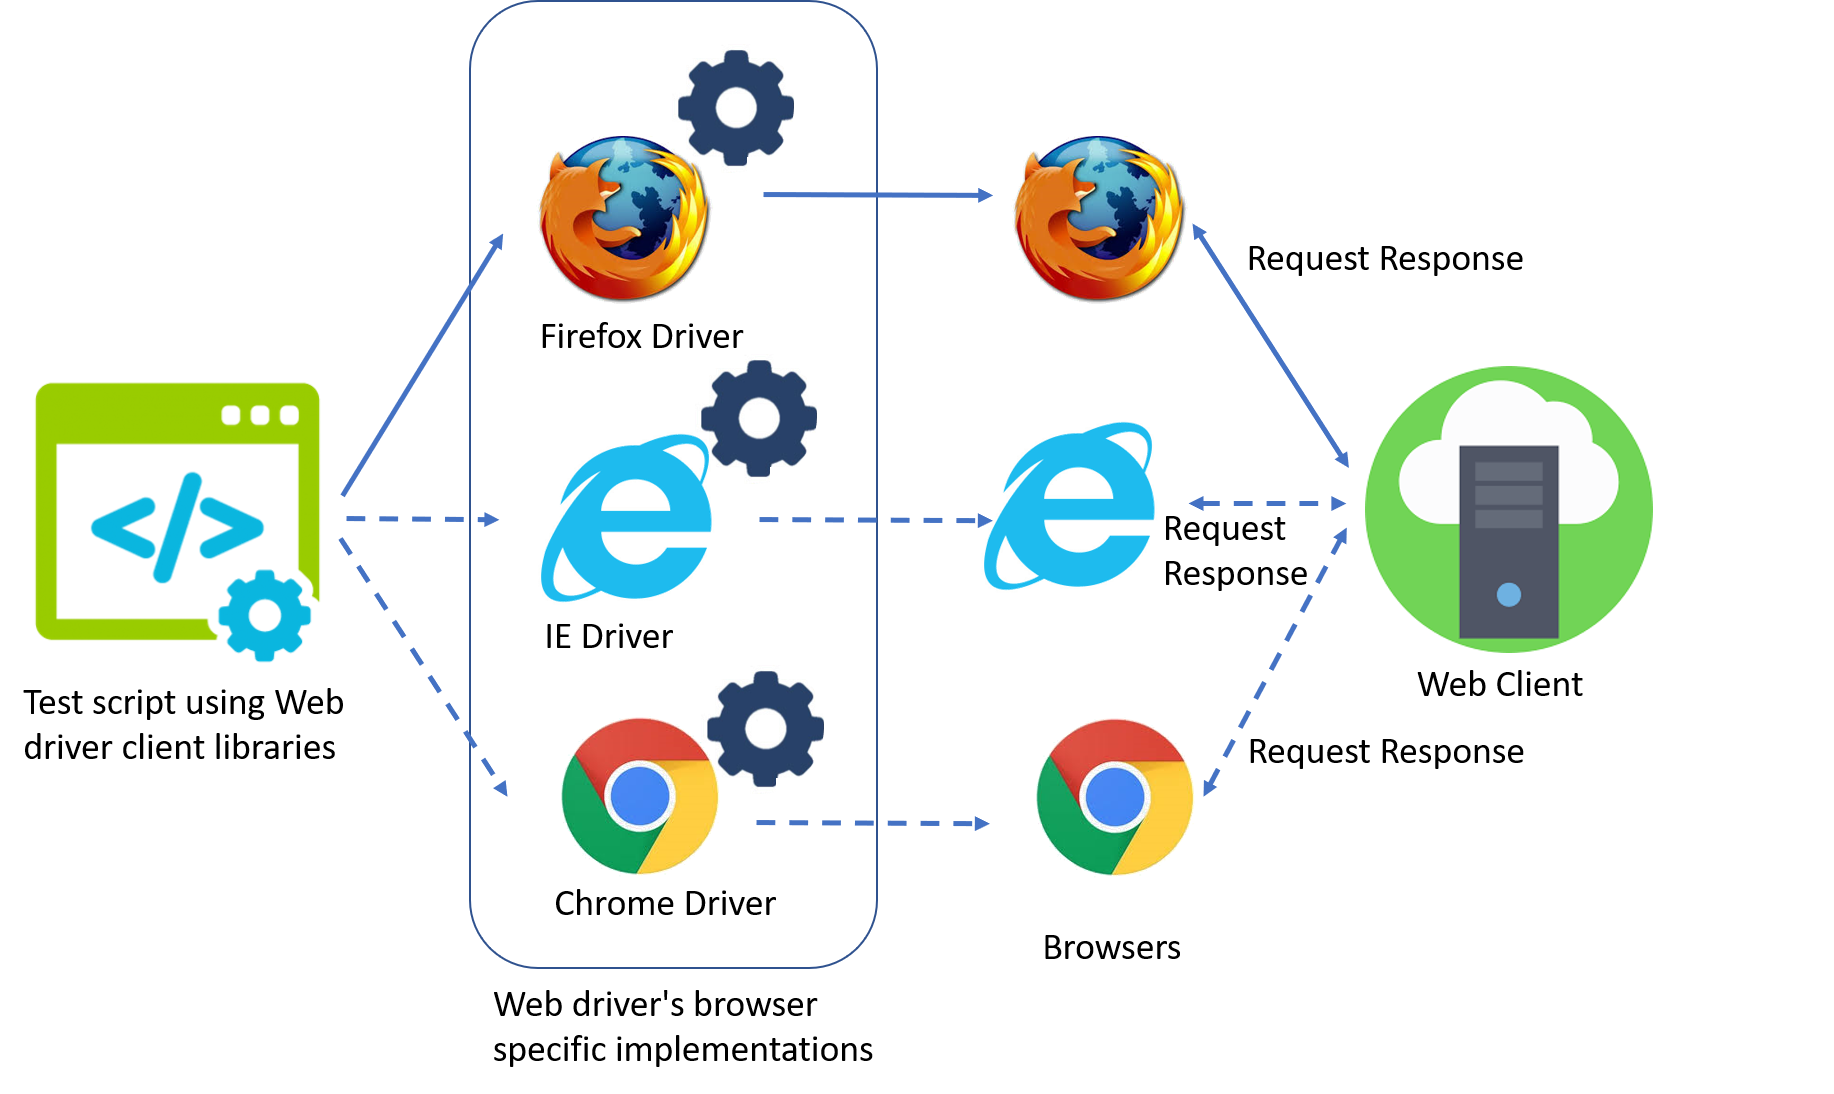 Request Response
Firefox Driver
Request
Response
IE Driver
Web Client
Test script using Web
driver client libraries
Request Response
Chrome Driver
Browsers
Web driver's browser
specific implementations